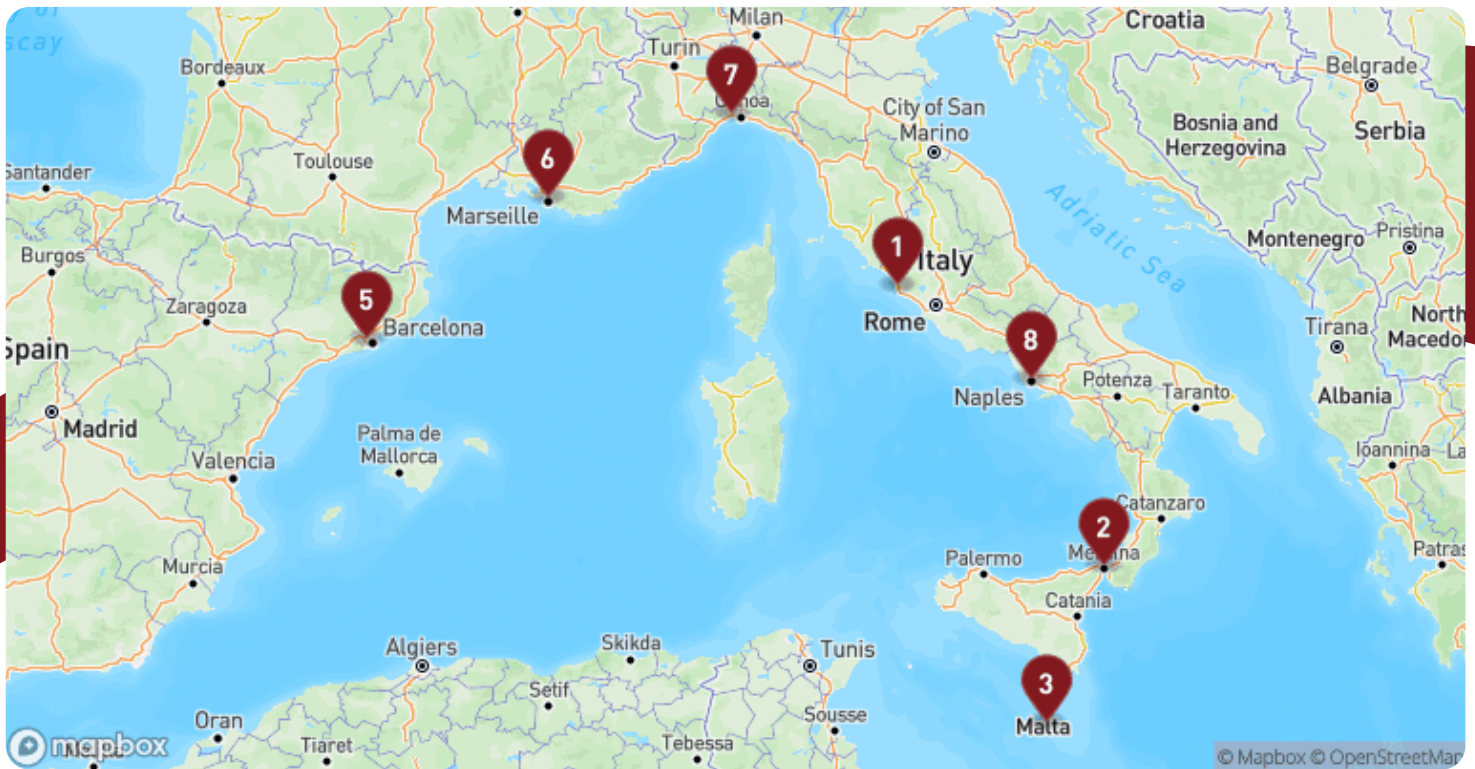 Milan
Croatia
Turin
7
Bordeaux
Belgrade
City of San
Marino
Bosnia and
Herzegovina
Serbia
6
Toulouse
Santander
Marseille
Adriatic Sea
Burgos
1
Italy
Montenegro
Pristina
5
Zaragoza
Barcelona
Rome
8
Tirana
North
Spain
Naples
Potenza
Taranto
Albania
Madrid
Palma de
Mallorca
Valencia
Ioannina
La
2
Catanzaro
Palermo
Murcia
Patras
Catania
Algiers
Skikda
Tunis
3
Setif
Malta
Oran
Sousse
Tiaret
Tebessa
mapbox
© Mapbox © OpenStreetMap